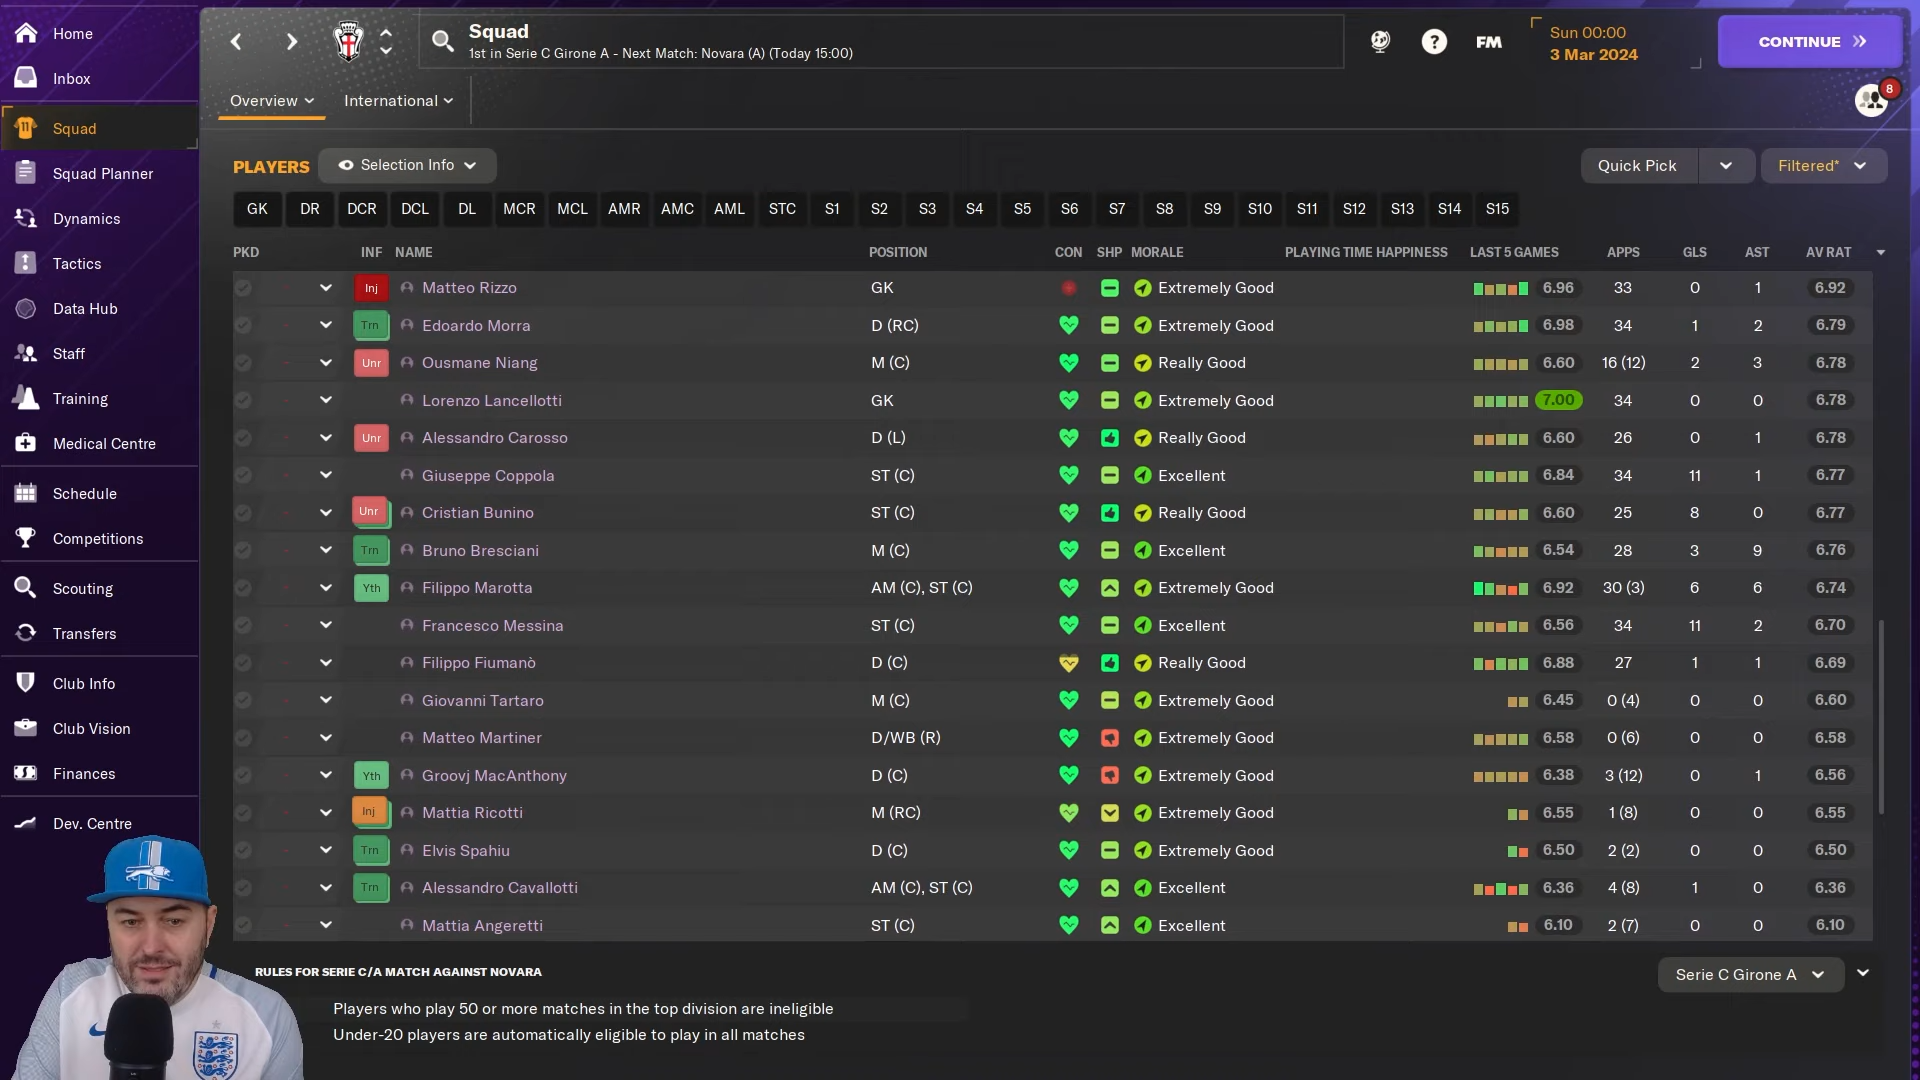 Home
Inbox
Squad
Squad Planner
Dynamics
Tactics
Data Hub
Staff
Training
Medical Centre
Schedule
Competitions
Scouting
Transfers
Club Info
Club Vision
Finances
Dev. Centre
Squad
1st in Serie C Girone A - Next Match: Novara (A) (Today 15:00)
?
FM
Sun 00:00
3 Mar 2024
CONTINUE
8
Overview International
PLAYERS Selection Info Quick Pick Filtered*
GK DR DCR DCL DL MCR MCL AMR AMC AML STC S1 S2 S3 S4 S5 S6 S7 S8 S9 S10 S11 S12 S13 S14 S15
PKD INF NAME POSITION CON SHP MORALE PLAYING TIME HAPPINESS LAST 5 GAMES APPS GLS AST AV RAT
Inj Matteo Rizzo GK Extremely Good 6.96 33 0 1 6.92
Trn Edoardo Morra D (RC) Extremely Good 6.98 34 1 2 6.79
Unr Ousmane Niang M (C) Really Good 6.60 16 (12) 2 3 6.78
Lorenzo Lancellotti GK Extremely Good 7.00 34 0 0 6.78
Unr Alessandro Carosso D (L) Really Good 6.60 26 0 1 6.78
Giuseppe Coppola ST (C) Excellent 6.84 34 11 1 6.77
Unr Cristian Bunino ST (C) Really Good 6.60 25 8 0 6.77
Trn Bruno Bresciani M (C) Excellent 6.54 28 3 9 6.76
Yth Filippo Marotta AM (C), ST (C) Extremely Good 6.92 30 (3) 6 6 6.74
Francesco Messina ST (C) Excellent 6.56 34 11 2 6.70
Filippo Fiumanò D (C) Really Good 6.88 27 1 1 6.69
Giovanni Tartaro M (C) Extremely Good 6.45 0 (4) 0 0 6.60
Matteo Martiner D/WB (R) Extremely Good 6.58 0 (6) 0 0 6.58
Yth Groovj MacAnthony D (C) Extremely Good 6.38 3 (12) 0 1 6.56
Inj Mattia Ricotti M (RC) Extremely Good 6.55 1 (8) 0 0 6.55
Trn Elvis Spahiu D (C) Extremely Good 6.50 2 (2) 0 0 6.50
Trn Alessandro Cavallotti AM (C), ST (C) Excellent 6.36 4 (8) 1 0 6.36
Mattia Angeretti ST (C) Excellent 6.10 2 (7) 0 0 6.10
RULES FOR SERIE C/A MATCH AGAINST NOVARA Serie C Girone A
Players who play 50 or more matches in the top division are ineligible
Under-20 players are automatically eligible to play in all matches